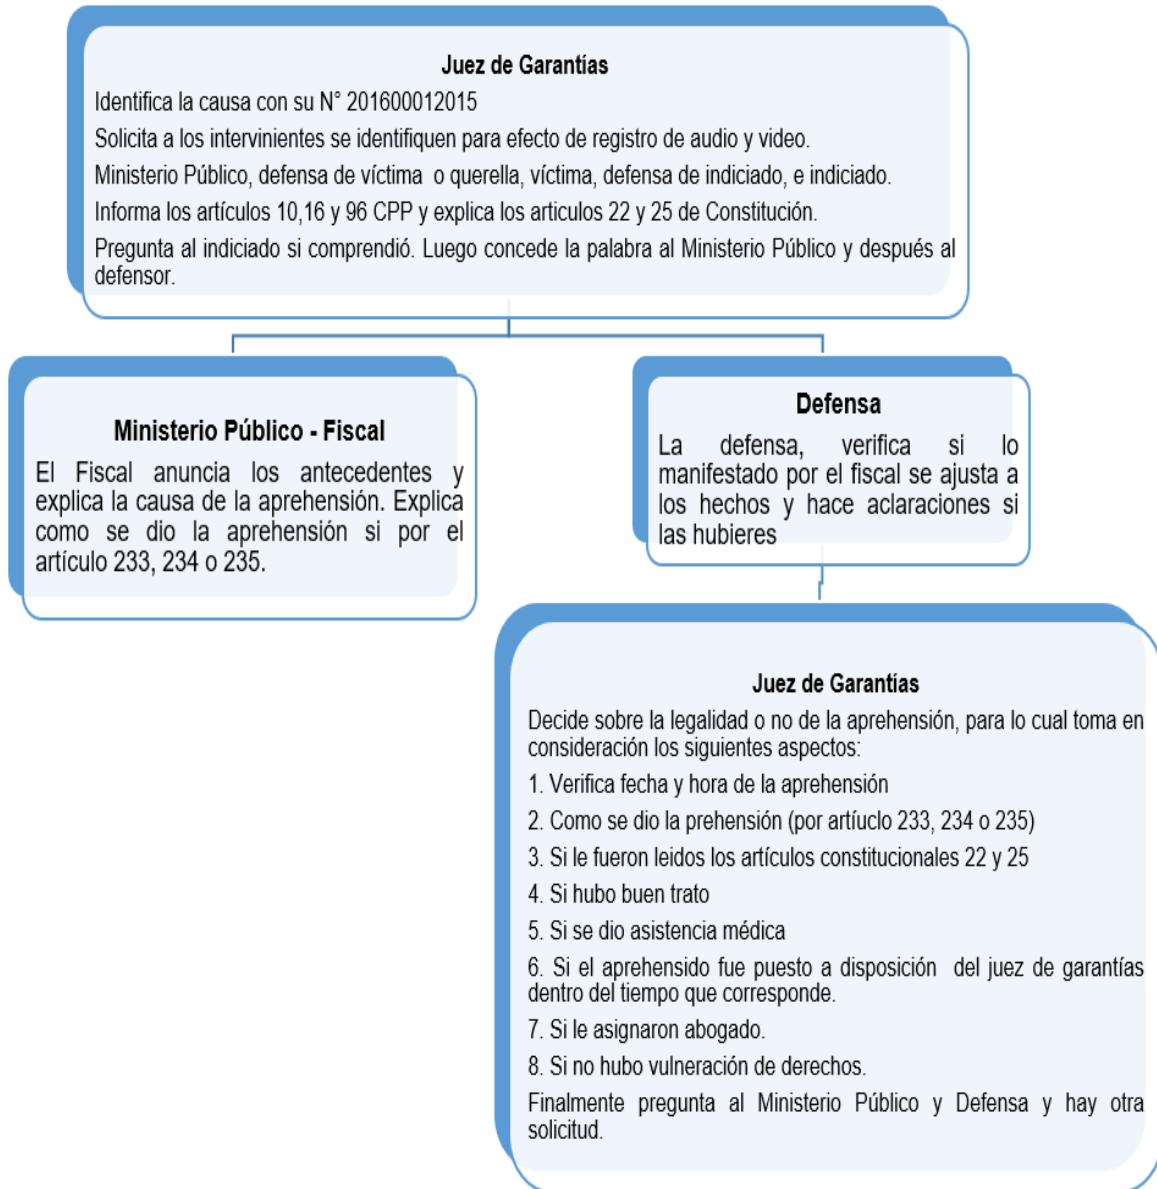 Juez de Garantías
Identifica la causa con su N° 201600012015
Solicita a los intervinientes se identifiquen para efecto de registro de audio y video.
Ministerio Público, defensa de víctima o querella, víctima, defensa de indiciado, e indiciado.
Informa los artículos 10,16 y 96 CPP y explica los articulos 22 y 25 de Constitución.
Pregunta al indiciado si comprendió. Luego concede la palabra al Ministerio Público y después al
defensor.
Ministerio Público - Fiscal
El Fiscal anuncia los antecedentes y
explica la causa de la aprehensión. Explica
como se dio la aprehensión si por el
artículo 233, 234 o 235.
Defensa
La defensa, verifica si lo
manifestado por el fiscal se ajusta a
los hechos y hace aclaraciones si
las hubieres
Juez de Garantías
Decide sobre la legalidad o no de la aprehensión, para lo cual toma en
consideración los siguientes aspectos:
1. Verifica fecha y hora de la aprehensión
2. Como se dio la prehensión (por artíuclo 233, 234 o 235)
3. Si le fueron leidos los artículos constitucionales 22 y 25
4. Si hubo buen trato
5. Si se dio asistencia médica
6. Si el aprehensido fue puesto a disposición del juez de garantías
dentro del tiempo que corresponde.
7. Si le asignaron abogado.
8. Si no hubo vulneración de derechos.
Finalmente pregunta al Ministerio Público y Defensa y hay otra
solicitud.